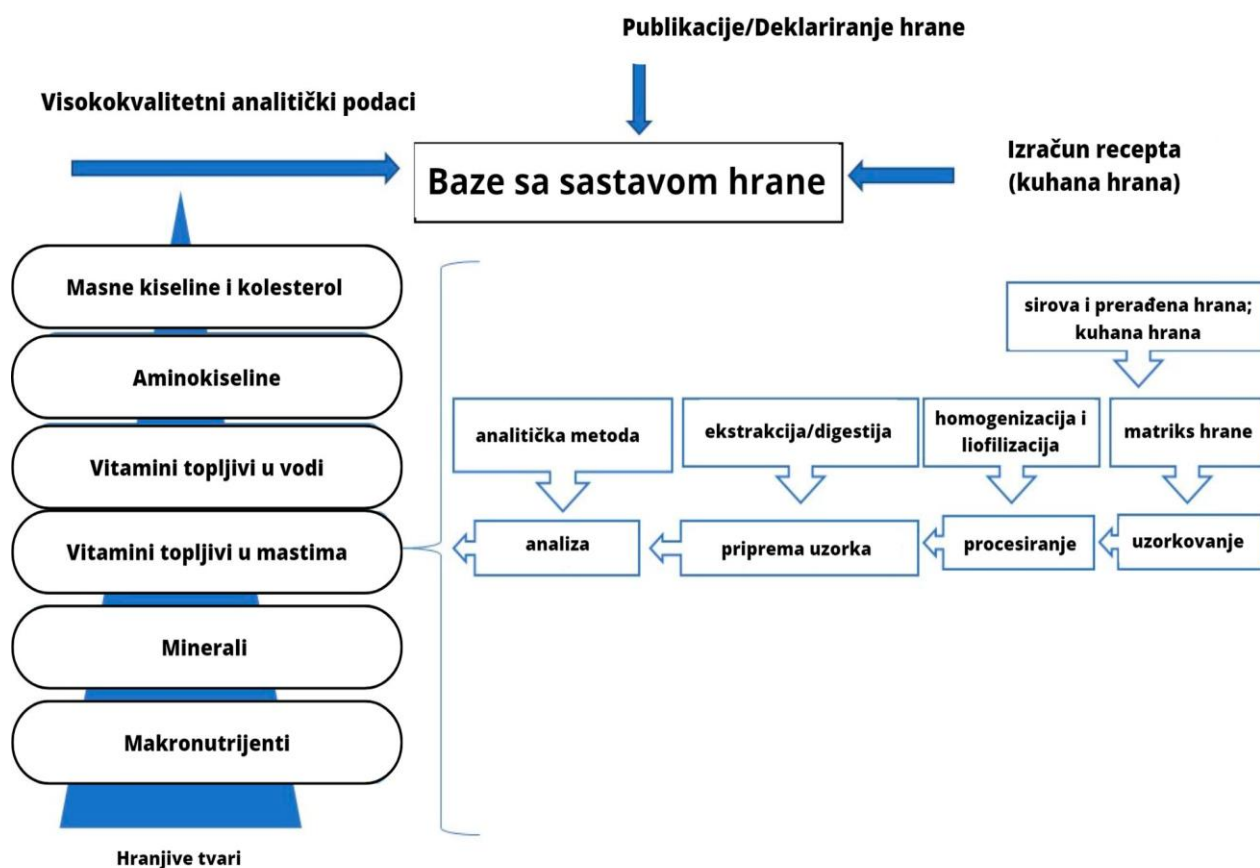 Publikacije/Deklariranje hrane
Visokokvalitetni analitički podaci
Baze sa sastavom hrane
Izračun recepta
(kuhana hrana)
Masne kiseline i kolesterol
Aminokiseline
Vitamini topljivi u vodi
Vitamini topljivi u mastima
Minerali
Makronutrijenti
Hranjive tvari
sirova i prerađena hrana;
kuhana hrana
analitička metoda
ekstrakcija/digestija
homogenizacija i
liofilizacija
matriks hrane
analiza
priprema uzorka
procesiranje
uzorkovanje